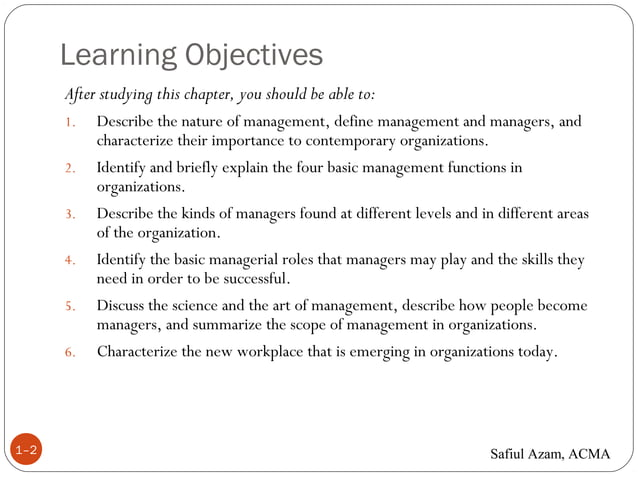 Learning Objectives
After studying this chapter, you should be able to:
1. Describe the nature of management, define management and managers, and
characterize their importance to contemporary organizations.
2. Identify and briefly explain the four basic management functions in
organizations.
3. Describe the kinds of managers found at different levels and in different areas
of the organization.
4. Identify the basic managerial roles that managers may play and the skills they
need in order to be successful.
5. Discuss the science and the art of management, describe how people become
managers, and summarize the scope of management in organizations.
6. Characterize the new workplace that is emerging in organizations today.
1–2
Safiul Azam, ACMA